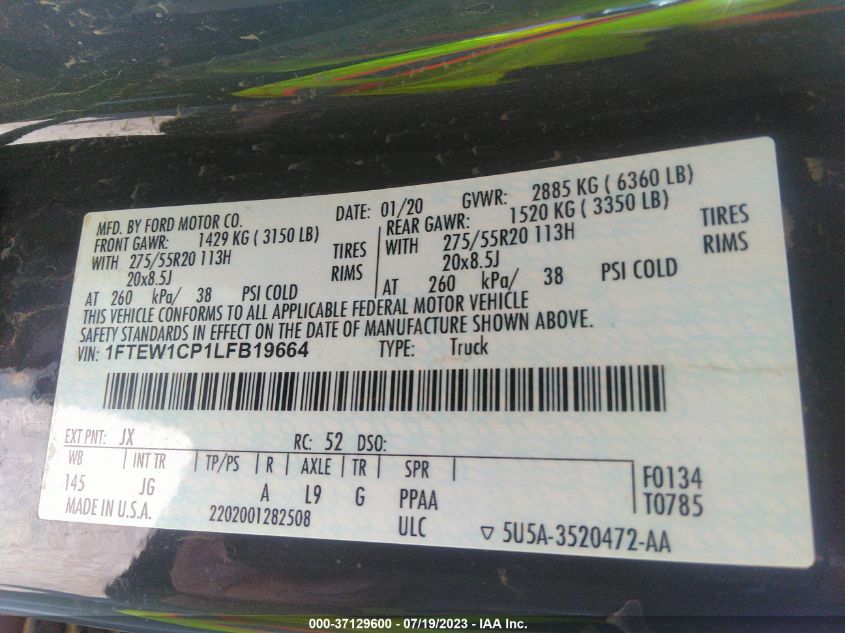 MFD. BY FORD MOTOR CO. DATE: 01/20 GVWR: 2885 KG ( 6360 LB)
FRONT GAWR: 1429 KG ( 3150 LB) REAR GAWR: 1520 KG ( 3350 LB)
WITH 275/55R20 113H TIRES WITH 275/55R20 113H TIRES
20x8.5J RIMS 20x8.5J RIMS
AT 260 kPa/ 38 PSI COLD AT 260 kPa/ 38 PSI COLD
THIS VEHICLE CONFORMS TO ALL APPLICABLE FEDERAL MOTOR VEHICLE
SAFETY STANDARDS IN EFFECT ON THE DATE OF MANUFACTURE SHOWN ABOVE.
VIN: 1FTEW1CP1LFB19664 TYPE: Truck
EXT PNT: JX RC: 52 DSO:
WB INT TR TP/PS R AXLE TR SPR
145 JG A L9 G PPAA F0134
MADE IN U.S.A. 2202001282508 ULC T0785
5U5A-3520472-AA
000-37129600 - 07/19/2023 - IAA Inc.